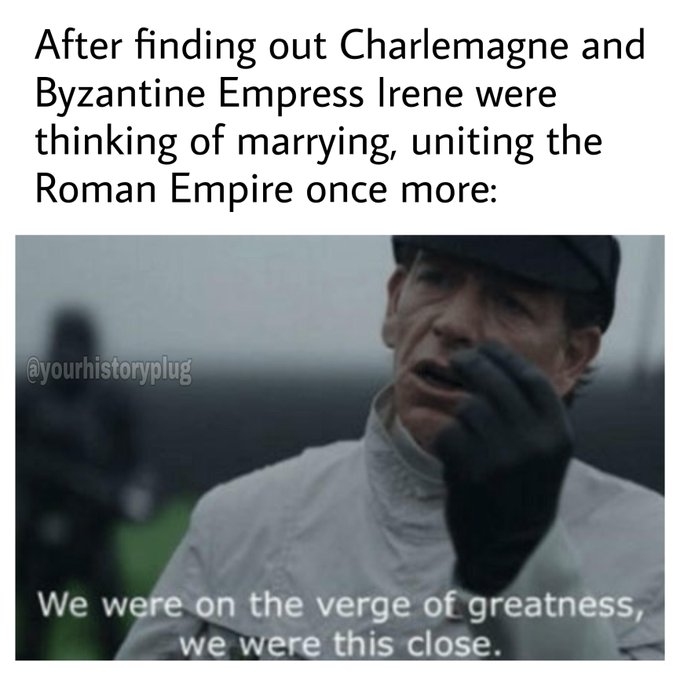 After finding out Charlemagne and
Byzantine Empress Irene were
thinking of marrying, uniting the
Roman Empire once more:
@yourhistoryplug
We were on the verge of greatness,
we were this close.